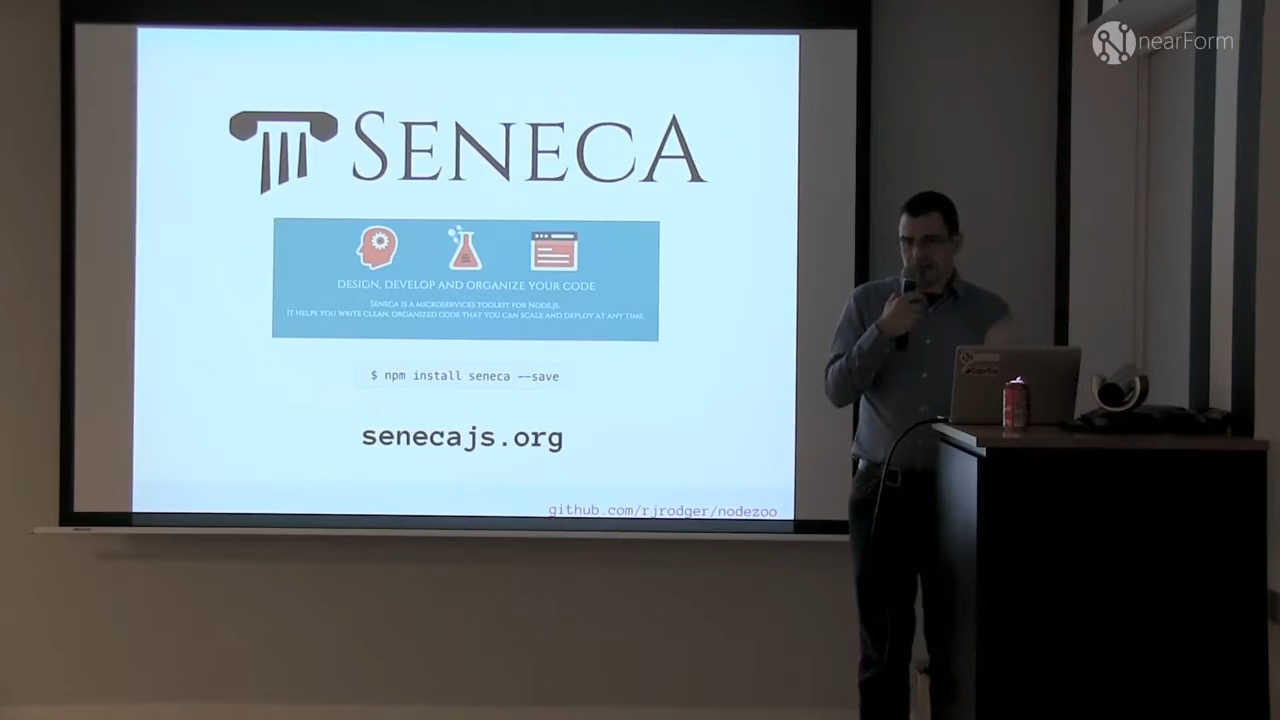 nearForm
SENECA
DESIGN, DEVELOP AND ORGANIZE YOUR CODE
SENECA IS A MICROSERVICES TOOLKIT FOR NODE.JS.
IT HELPS YOU WRITE CLEAN, ORGANIZED CODE THAT YOU CAN SCALE AND DEPLOY AT ANY TIME.
$ npm install seneca --save
senecajs.org
github.com/rjrodger/nodezoo
CoderDojo